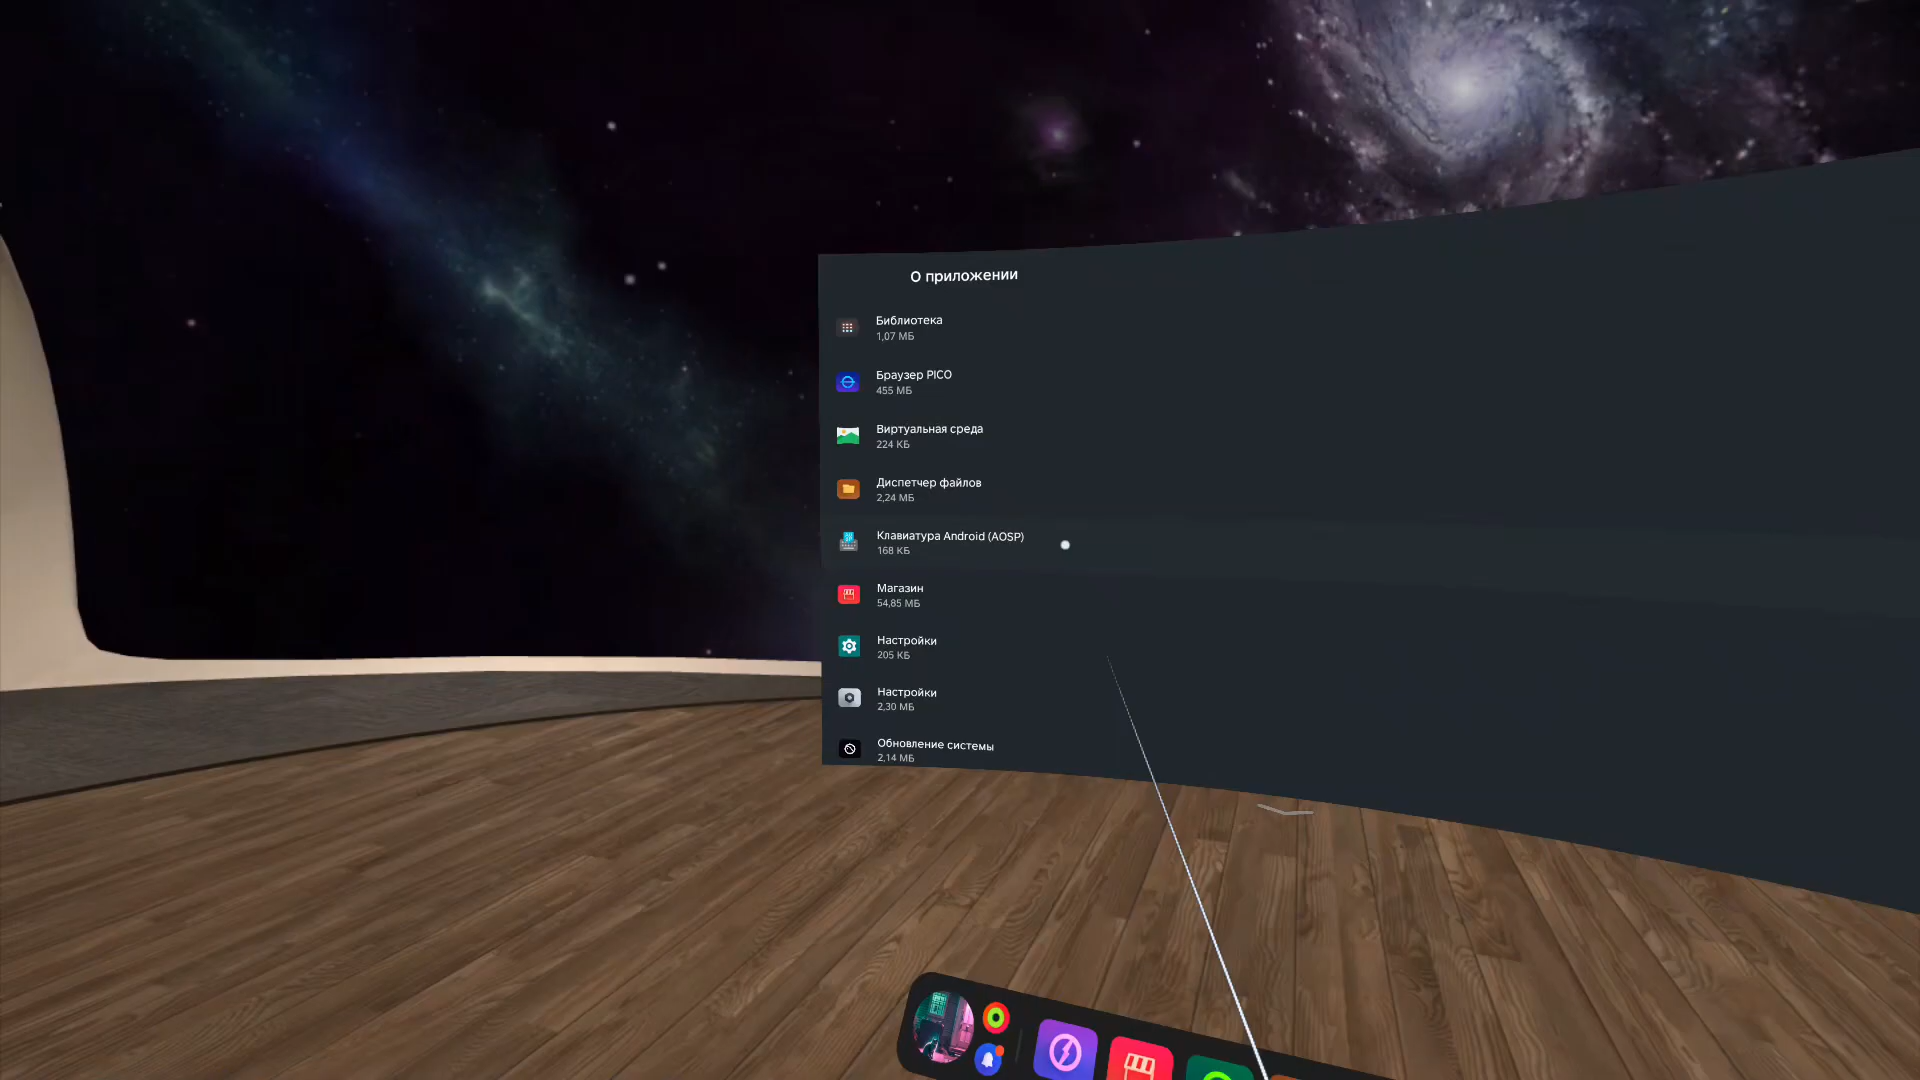 О приложении
Библиотека
1,07 МБ
Браузер PICO
455 МБ
Виртуальная среда
224 КБ
Диспетчер файлов
2,24 МБ
Клавиатура Android (AOSP)
168 КБ
Магазин
54,85 МБ
Настройки
205 КБ
Настройки
2,30 МБ
Обновление системы
2,14 МБ